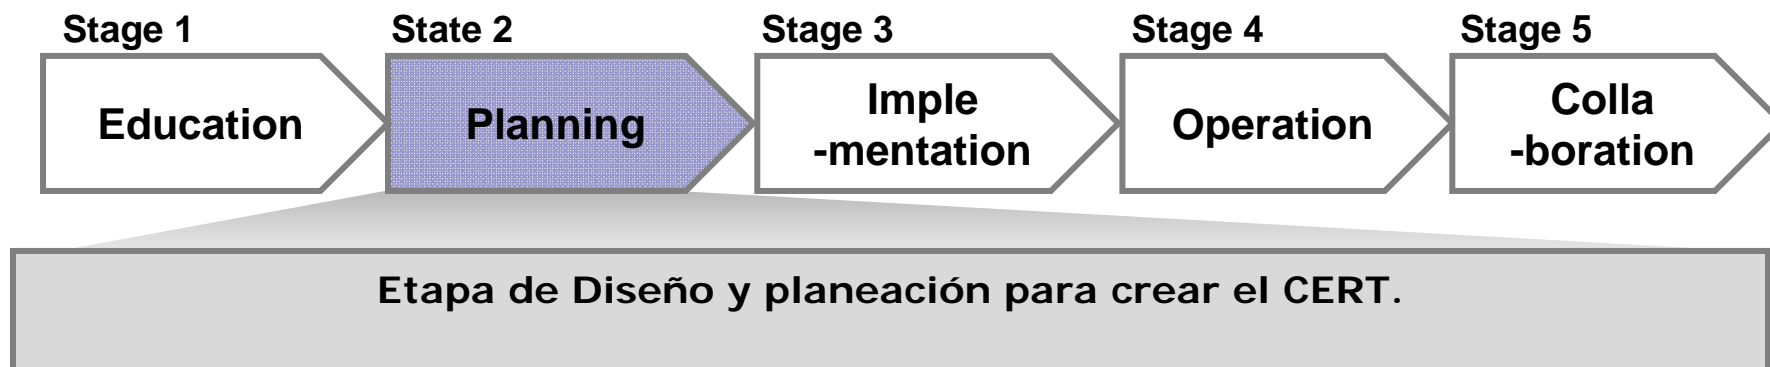 Stage 1
State 2
Stage 3
Stage 4
Stage 5
Education
Planning
Imple
-mentation
Operation
Colla
-boration
Etapa de Diseño y planeación para crear el CERT.